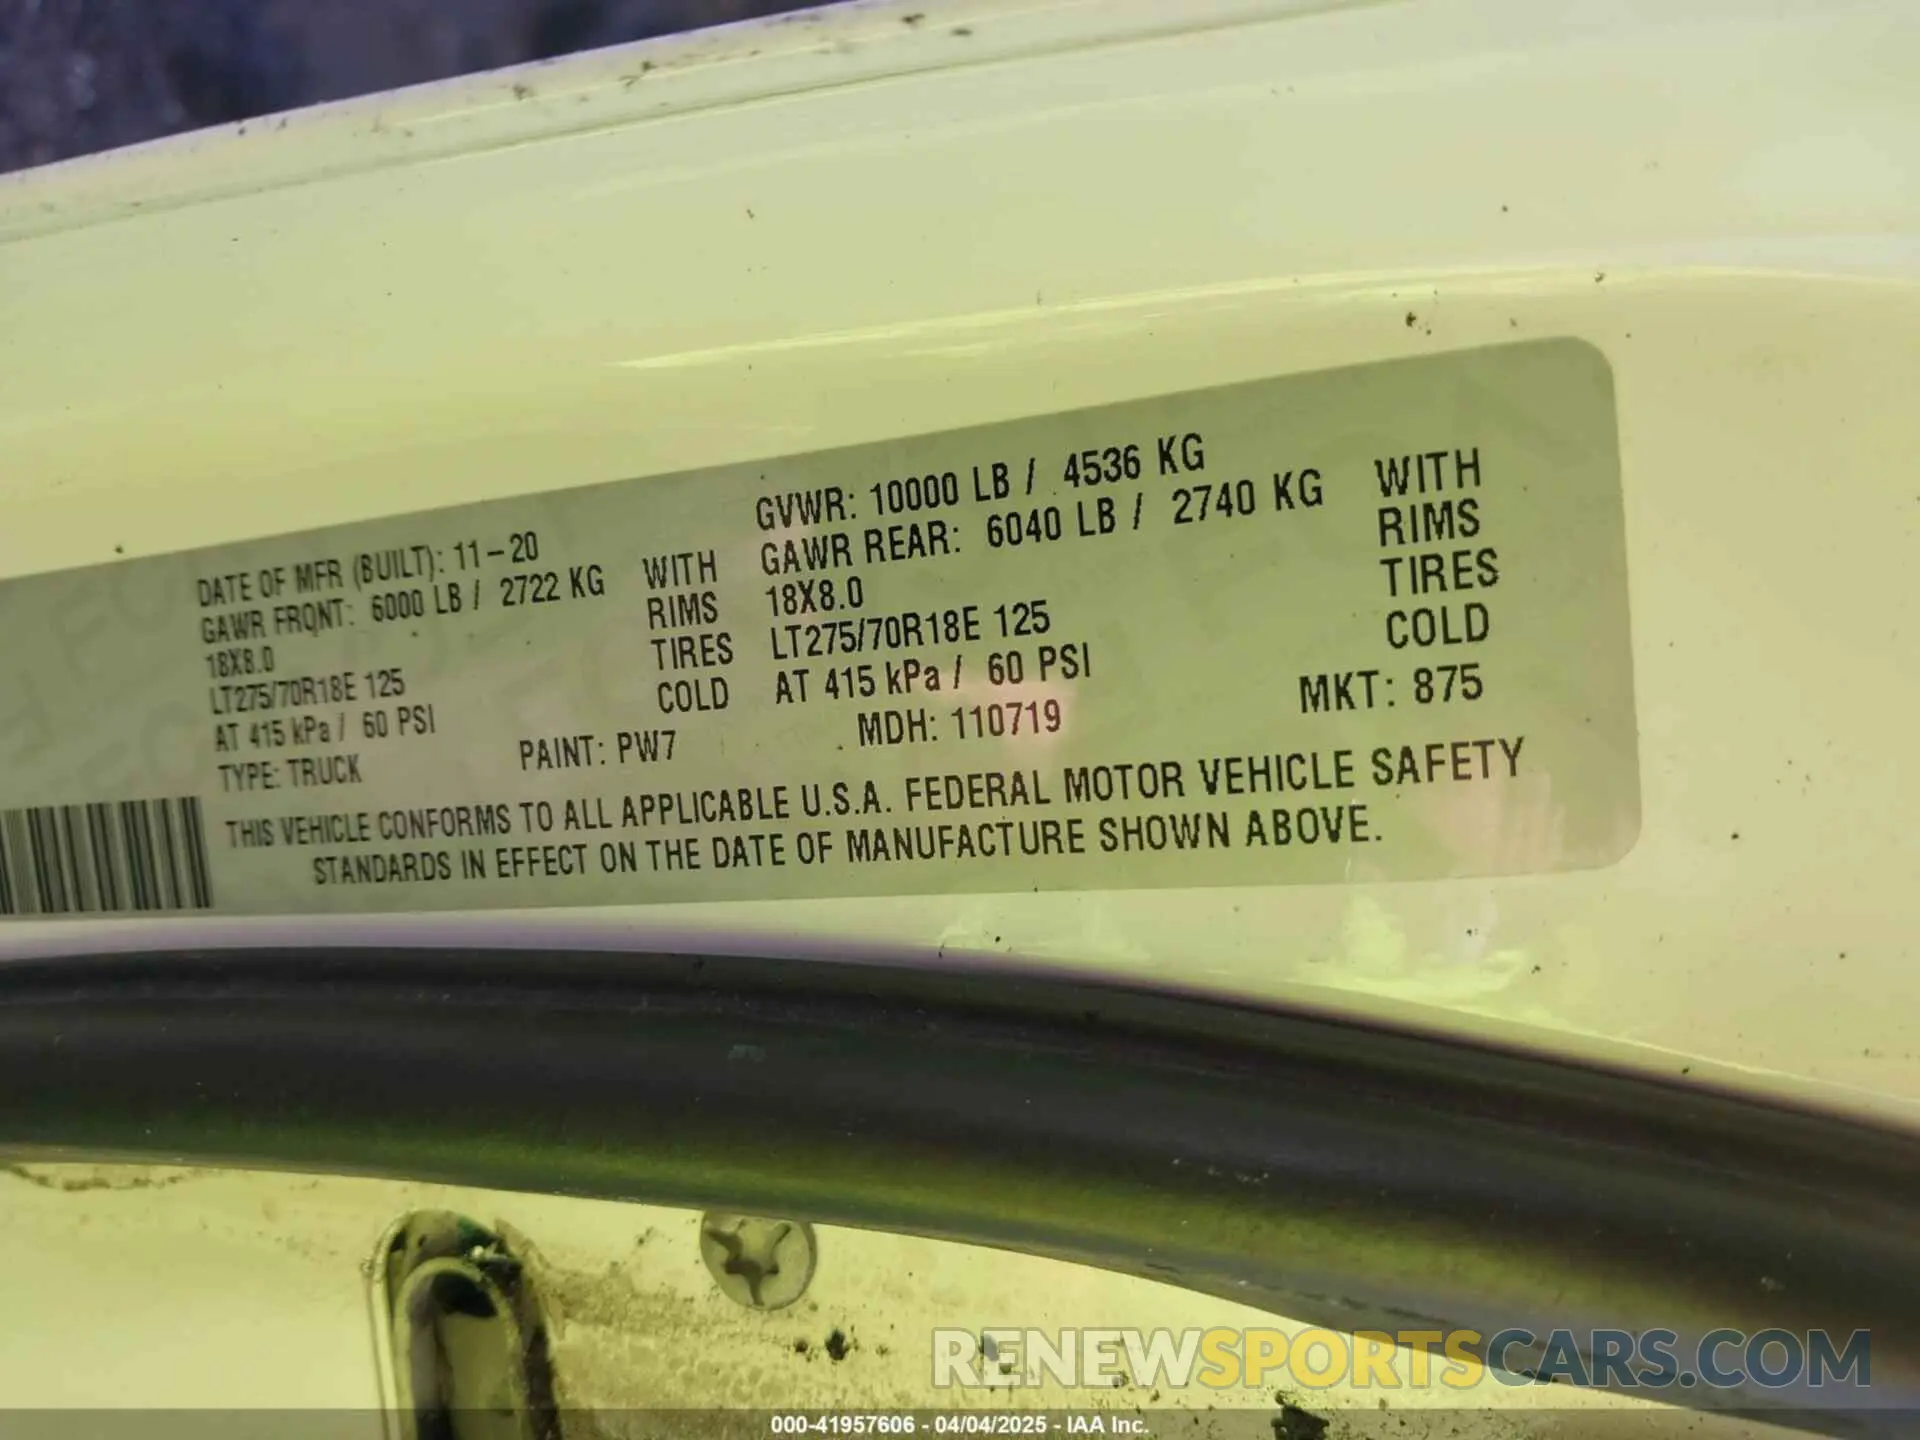 DATE OF MFR (BUILT): 11-20 GVWR: 10000 LB / 4536 KG
GAWR FRONT: 6000 LB / 2722 KG WITH GAWR REAR: 6040 LB / 2740 KG WITH
18X8.0 RIMS 18X8.0 RIMS
LT275/70R18E 125 TIRES LT275/70R18E 125 TIRES
AT 415 kPa / 60 PSI COLD AT 415 kPa / 60 PSI COLD
TYPE: TRUCK PAINT: PW7 MDH: 110719 MKT: 875
THIS VEHICLE CONFORMS TO ALL APPLICABLE U.S.A. FEDERAL MOTOR VEHICLE SAFETY
STANDARDS IN EFFECT ON THE DATE OF MANUFACTURE SHOWN ABOVE.
RENEWSPORTSCARS.COM
000-41957606 - 04/04/2025 - IAA Inc.